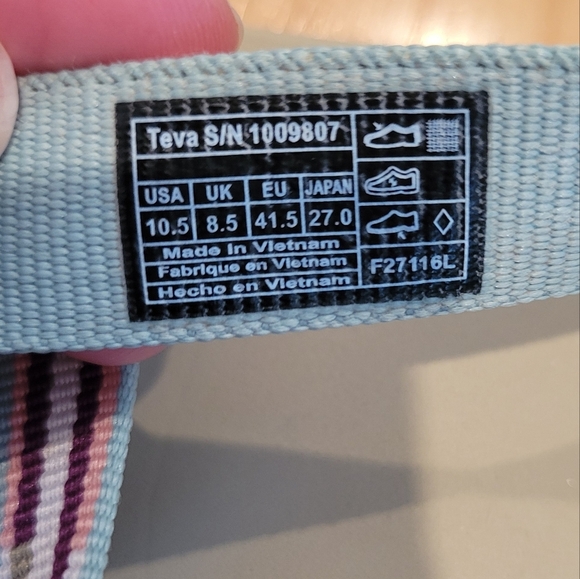 Teva S/N 1009807
USA UK EU JAPAN
10.5 8.5 41.5 27.0
Made in Vietnam
Fabrique en Vietnam
Hecho en Vietnam
F27116L